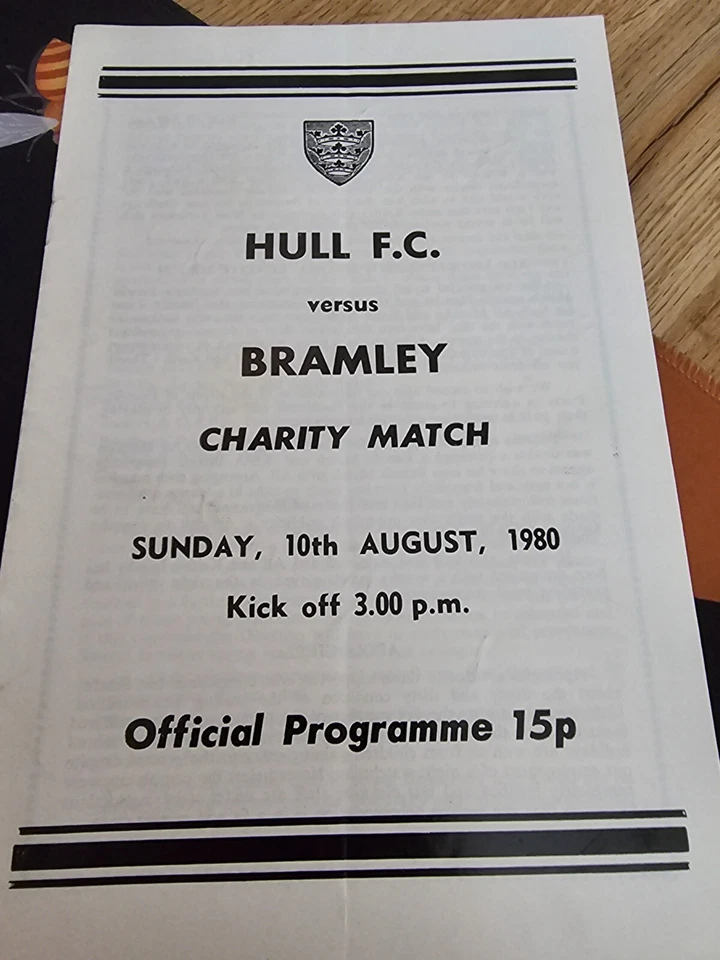 HULL F.C.
versus
BRAMLEY
CHARITY MATCH
SUNDAY, 10th AUGUST, 1980
Kick off 3.00 p.m.
Official Programme 15p